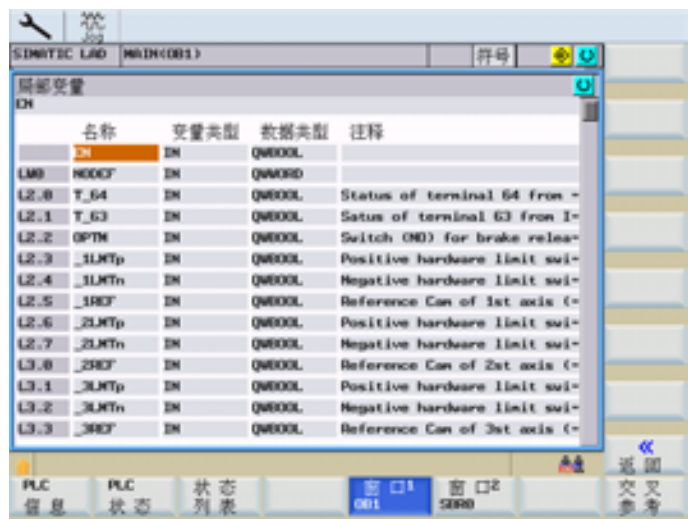 Jog
SIMATIC LAD MAIN(OB1) 符号
局部变量
EN
名称 变量类型 数据类型 注释
EN IN BOOL
LW0 NODEF IN WORD
L2.0 T_64 IN BOOL Status of terminal 64 from
L2.1 T_63 IN BOOL Satus of terminal 63 from I
L2.2 OPTM IN BOOL Switch (NO) for brake relea
L2.3 _1LMTp IN BOOL Positive hardware limit swi
L2.4 _1LMTn IN BOOL Negative hardware limit swi
L2.5 _1REF IN BOOL Reference Cam of 1st axis (
L2.6 _2LMTp IN BOOL Positive hardware limit swi
L2.7 _2LMTn IN BOOL Negative hardware limit swi
L3.0 _2REF IN BOOL Reference Cam of 2st axis (
L3.1 _3LMTp IN BOOL Positive hardware limit swi
L3.2 _3LMTn IN BOOL Negative hardware limit swi
L3.3 _3REF IN BOOL Reference Cam of 3st axis (
«
返回
PLC 信息
PLC 状态
状态 列表
窗口1 OB1
窗口2 SBR0
交叉 参考